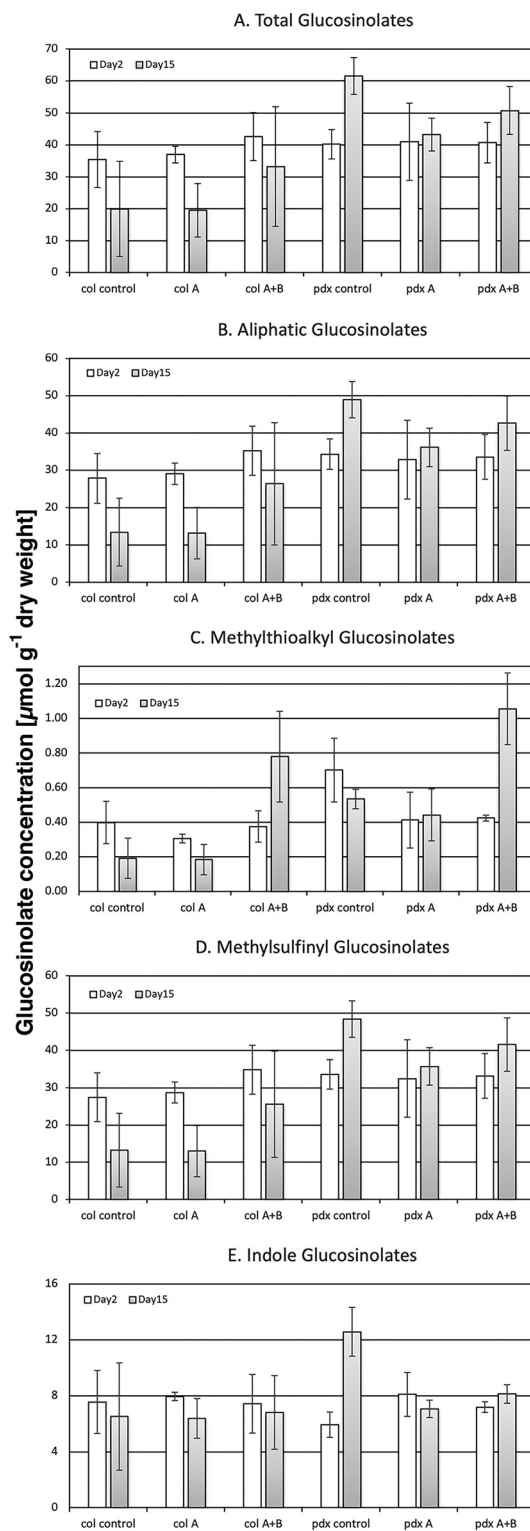 Glucosinolate concentration [µmol g⁻¹ dry weight]
A. Total Glucosinolates
70
Day2 Day15
60
50
40
30
20
10
0
col control col A col A+B pdx control pdx A pdx A+B
B. Aliphatic Glucosinolates
60
Day2 Day15
50
40
30
20
10
0
col control col A col A+B pdx control pdx A pdx A+B
C. Methylthioalkyl Glucosinolates
1.20
Day2 Day15
1.00
0.80
0.60
0.40
0.20
0.00
col control col A col A+B pdx control pdx A pdx A+B
D. Methylsulfinyl Glucosinolates
60
Day2 Day15
50
40
30
20
10
0
col control col A col A+B pdx control pdx A pdx A+B
E. Indole Glucosinolates
16
Day2 Day15
12
8
4
0
col control col A col A+B pdx control pdx A pdx A+B